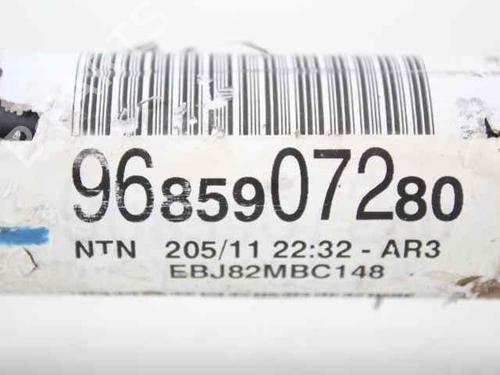 9685907280
NTN 205/11 22:32 - AR3
EBJ82MBC148